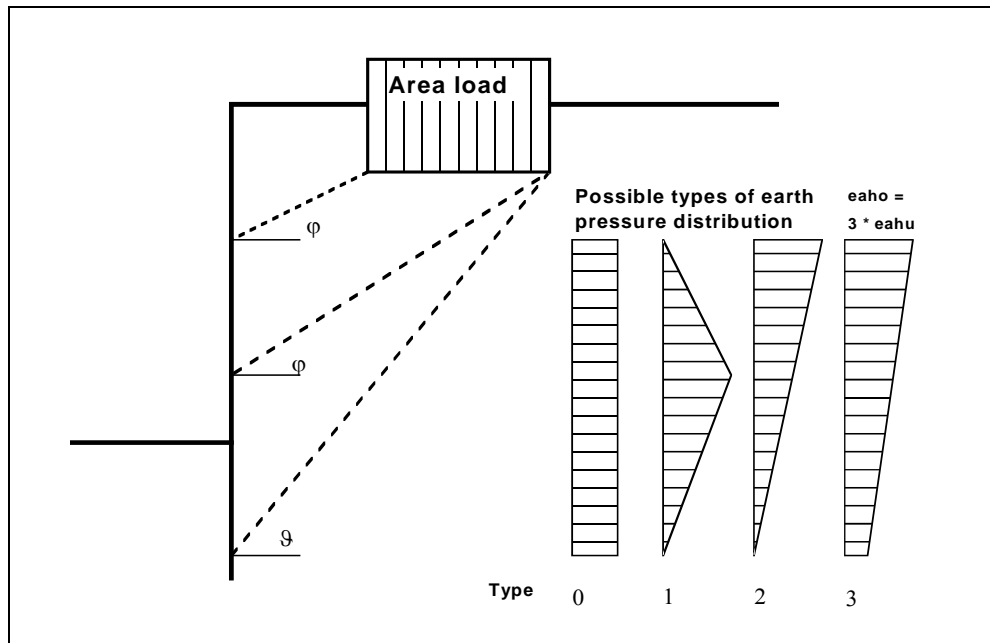 Area load
Possible types of earth
pressure distribution
eaho =
3 * eahu
φ
φ
ϑ
Type 0 1 2 3